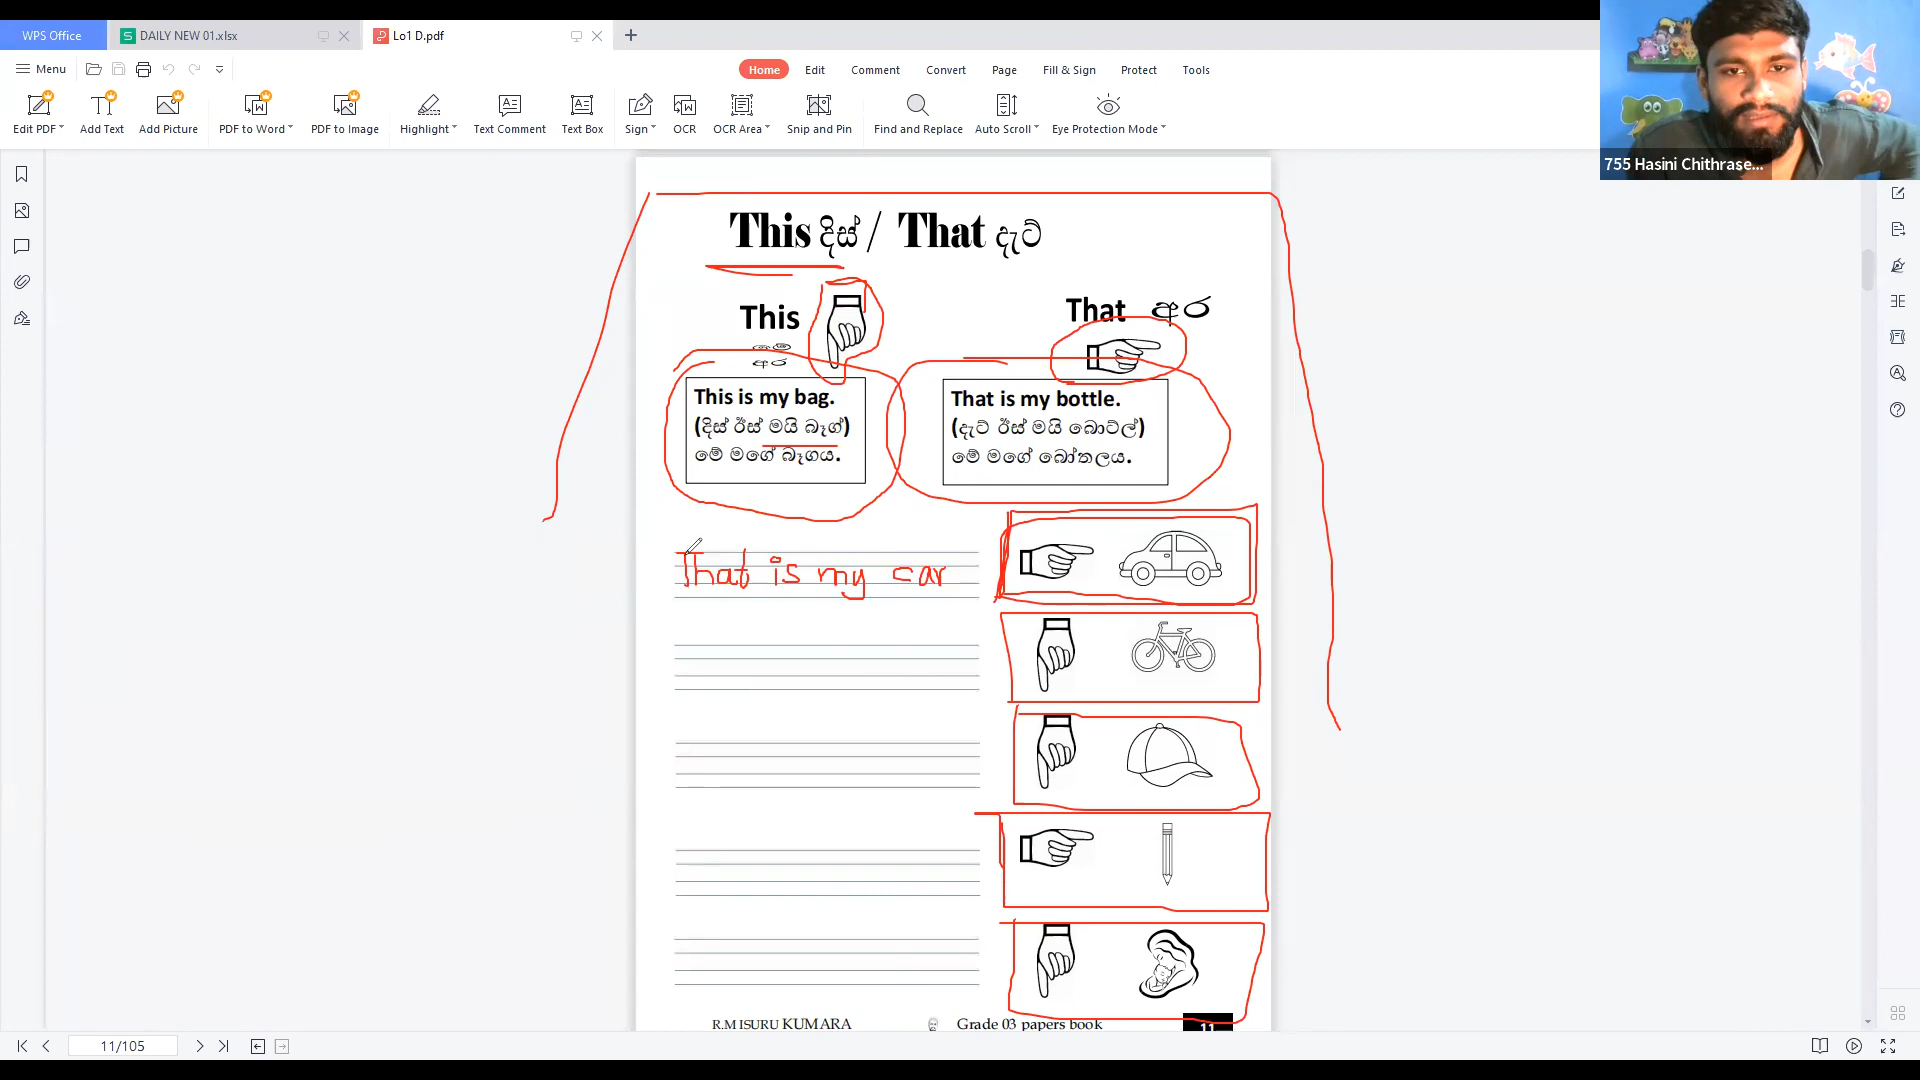 WPS Office
DAILY NEW 01.xlsx
Lo1 D.pdf
Menu
Home Edit Comment Convert Page Fill & Sign Protect Tools
Edit PDF Add Text Add Picture PDF to Word PDF to Image Highlight Text Comment Text Box Sign OCR OCR Area Snip and Pin Find and Replace Auto Scroll Eye Protection Mode
755 Hasini Chithrase...
This දිස් / That දැට්
This
අර
That අර
This is my bag.
(දිස් ඊස් මයි බෑග්)
මේ මගේ බෑගය.
That is my bottle.
(දැට් ඊස් මයි බොට්ල්)
මේ මගේ බෝතලය.
That is my car
R.M ISURU KUMARA
Grade 03 papers book
11
11/105